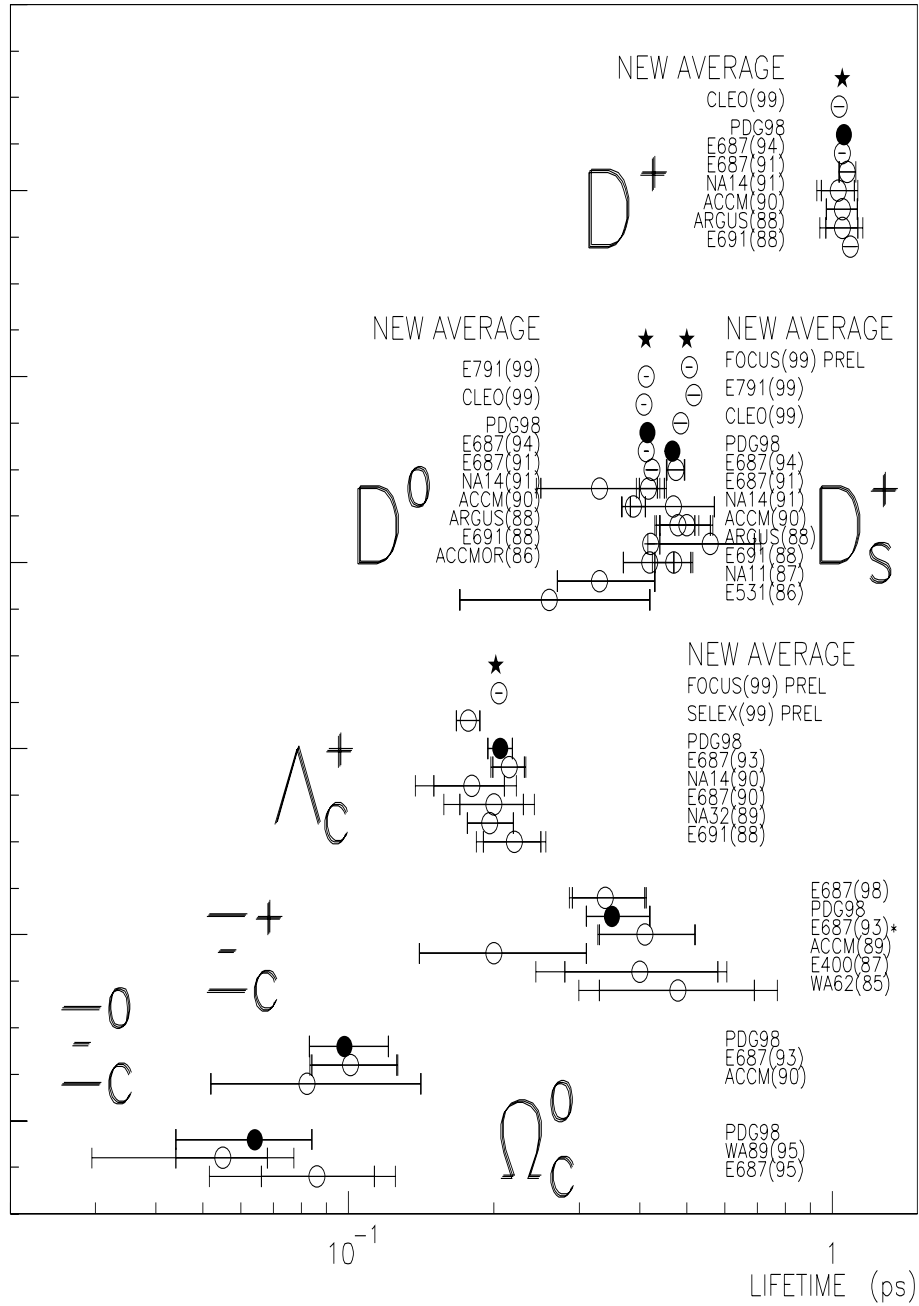 NEW AVERAGE
CLEO(99)
PDG98
E687(94)
E687(91)
NA14(91)
ACCM(90)
ARGUS(88)
E691(88)
D+
NEW AVERAGE
E791(99)
CLEO(99)
PDG98
E687(94)
E687(91)
NA14(91)
ACCM(90)
ARGUS(88)
E691(88)
ACCMOR(86)
D0
NEW AVERAGE
FOCUS(99) PREL
E791(99)
CLEO(99)
PDG98
E687(94)
E687(91)
NA14(91)
ACCM(90)
ARGUS(88)
E691(88)
NA11(87)
E531(86)
D+S
NEW AVERAGE
FOCUS(99) PREL
SELEX(99) PREL
PDG98
E687(93)
NA14(90)
E687(90)
NA32(89)
E691(88)
Λ+C
E687(98)
PDG98
E687(93)*
ACCM(89)
E400(87)
WA62(85)
Ξ+C
Ξ0C
PDG98
E687(93)
ACCM(90)
Ω0C
PDG98
WA89(95)
E687(95)
10-1
1
LIFETIME (ps)